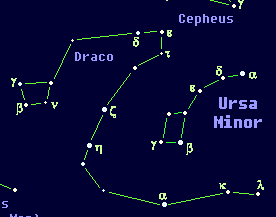 γ
Cepheus
δ
β
Draco
τ
γ
δ
α
β
β
ν
ζ
Ursa
Minor
η
γ
β
κ
λ
α
s